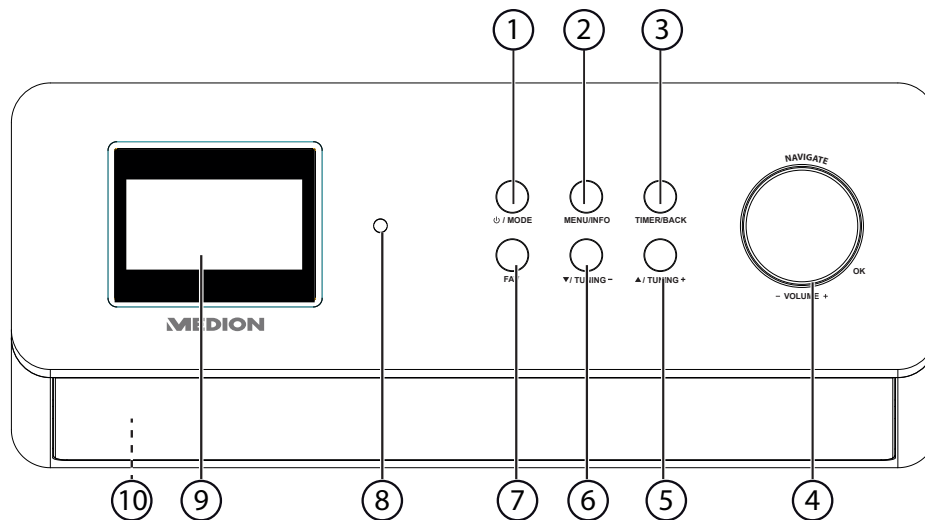 1 2 3
NAVIGATE
⏻ / MODE MENU/INFO TIMER/BACK
OK
FAV ▼/ TUNING − ▲/ TUNING +
− VOLUME +
MEDION
10 9 8 7 6 5 4